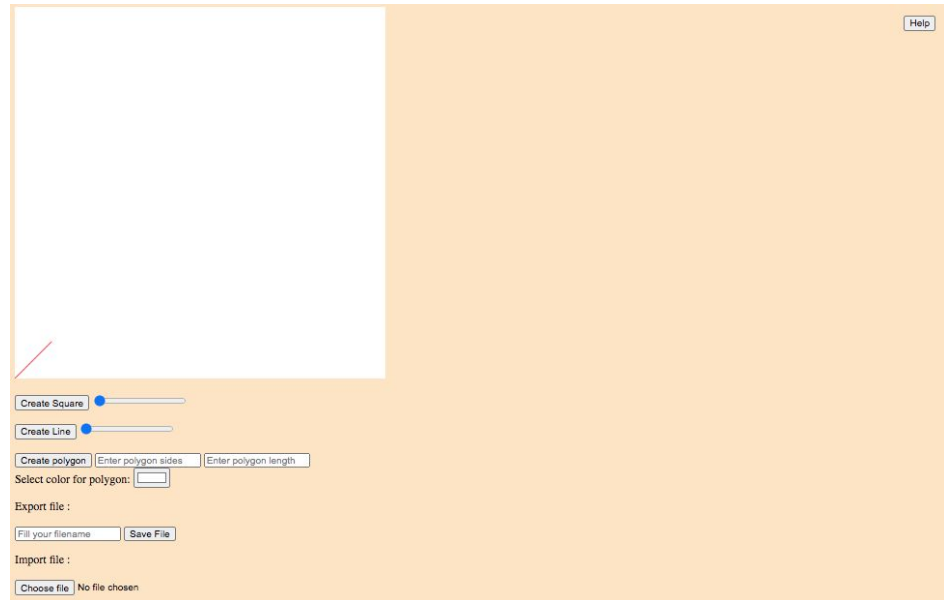 Help
Create Square
Create Line
Create polygon Enter polygon sides Enter polygon length
Select color for polygon:
Export file :
Fill your filename Save File
Import file :
Choose file No file chosen